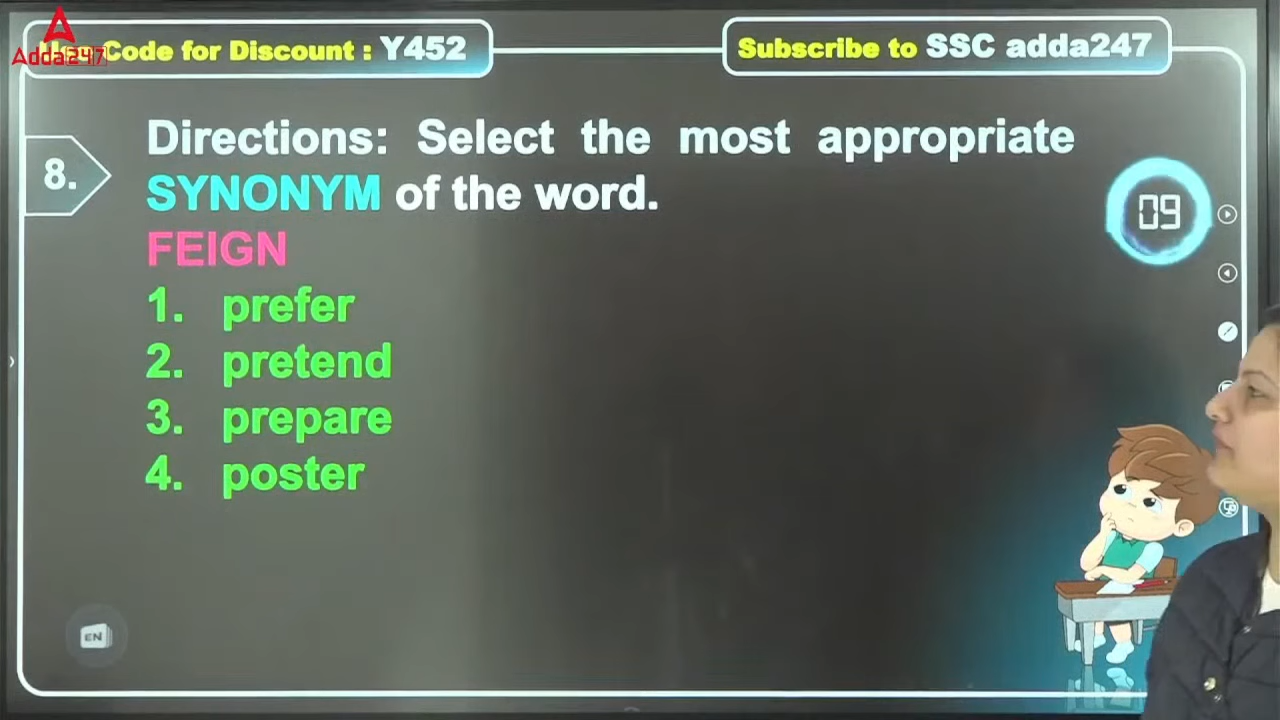 Adda247
Code for Discount : Y452
Subscribe to SSC adda247
8.
Directions: Select the most appropriate
SYNONYM of the word.
FEIGN
1. prefer
2. pretend
3. prepare
4. poster
09
EN